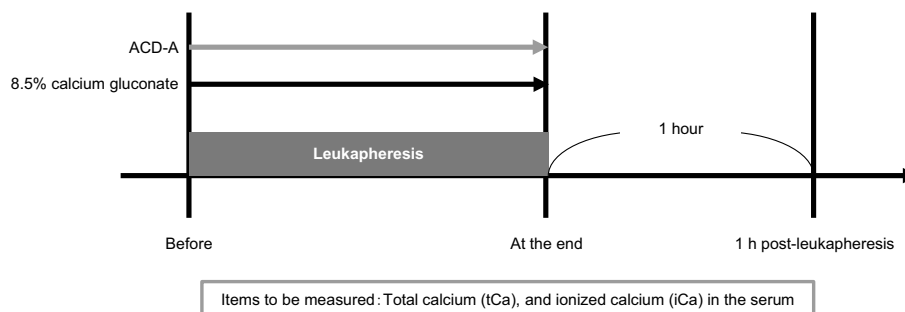 ACD-A
8.5% calcium gluconate
1 hour
Leukapheresis
Before
At the end
1 h post-leukapheresis
Items to be measured : Total calcium (tCa), and ionized calcium (iCa) in the serum